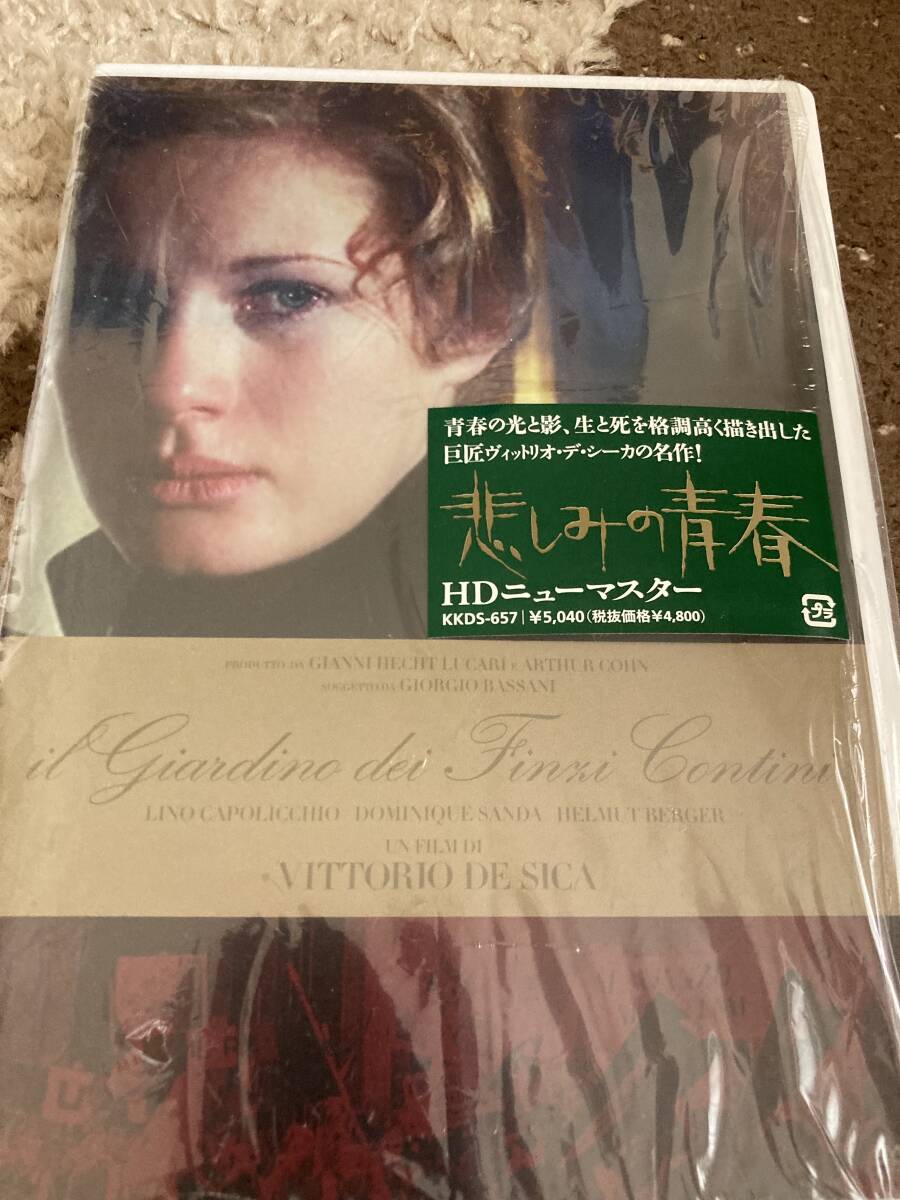 青春の光と影、生と死を格調高く描き出した
巨匠ヴィットリオ・デ・シーカの名作!
悲しみの青春
HDニューマスター
KKDS-657 | ¥5,040(税抜価格¥4,800)
プラ
PRODUTTO DA GIANNI HECHT LUCARI E ARTHUR COHN
SOGGETTO DA GIORGIO BASSANI
il Giardino dei Finzi Contini
LINO CAPOLICCHIO DOMINIQUE SANDA HELMUT BERGER
UN FILM DI
VITTORIO DE SICA